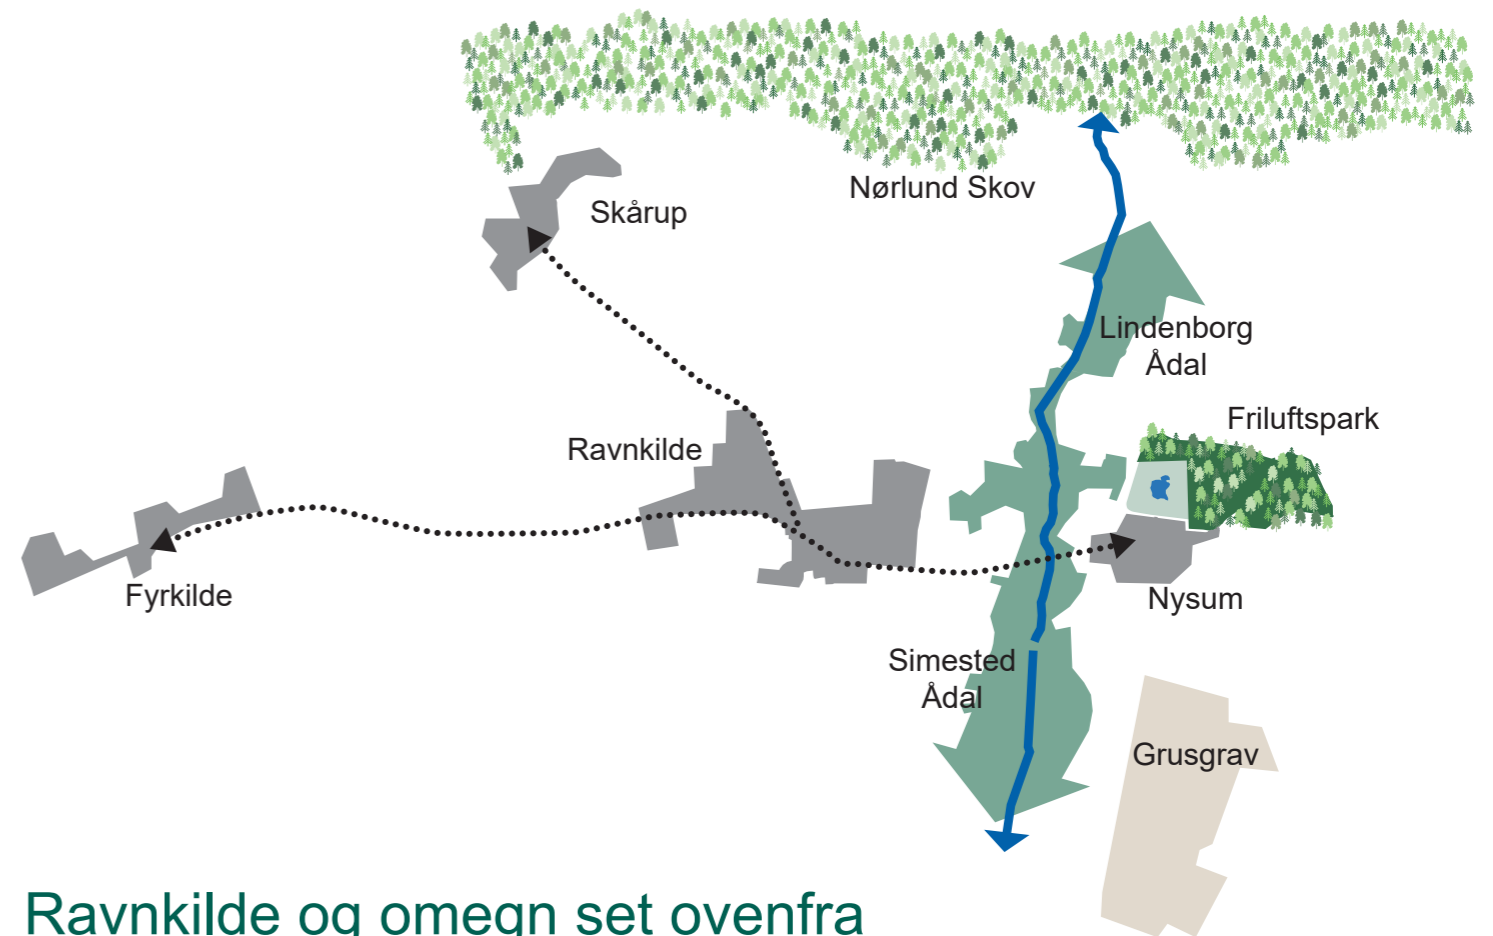 Nørlund Skov
Skårup
Lindenborg
Ådal
Friluftspark
Ravnkilde
Fyrkilde
Nysum
Simested
Ådal
Grusgrav
Ravnkilde og omegn set ovenfra